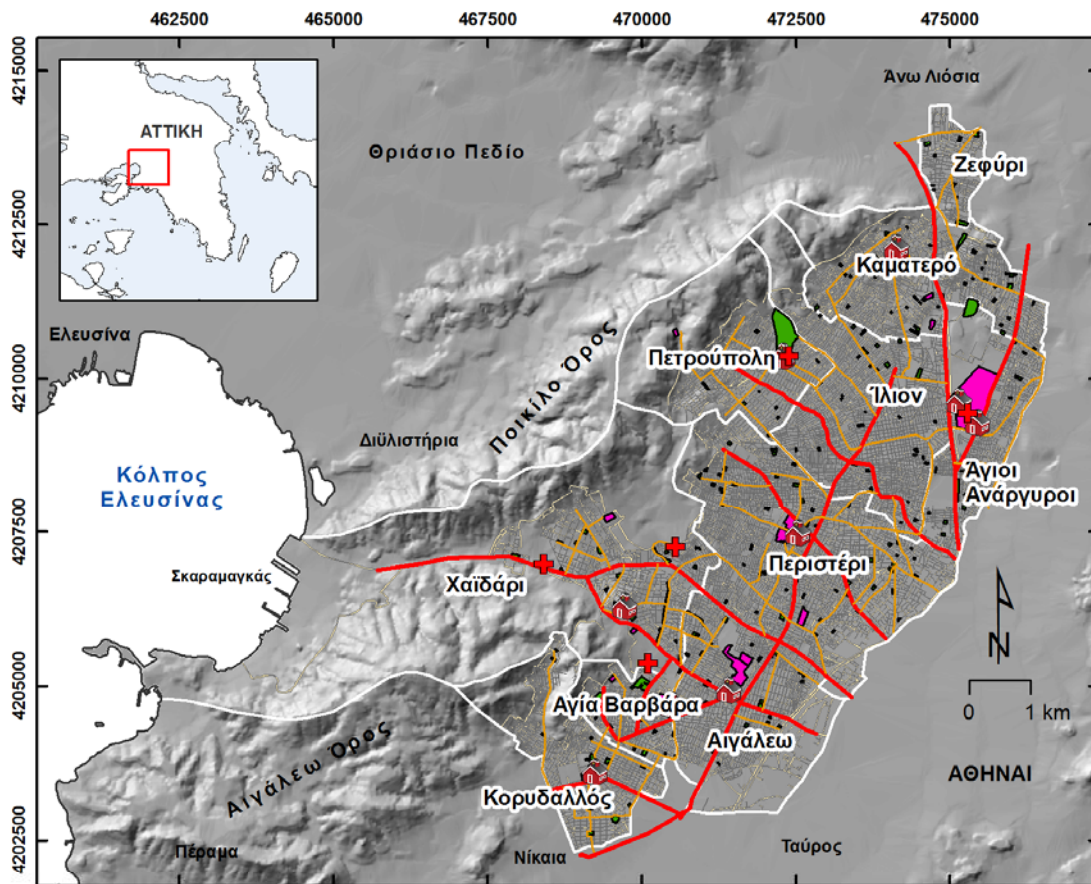 462500 465000 467500 470000 472500 475000
4215000
4212500
4210000
4207500
4205000
4202500
ΑΤΤΙΚΗ
Άνω Λιόσια
Θριάσιο Πεδίο
Ζεφύρι
Καματερό
Ελευσίνα
Πετρούπολη
Ίλιον
Ποικίλο Όρος
Διϋλιστήρια
Κόλπος
Ελευσίνας
Άγιοι
Ανάργυροι
Σκαραμαγκάς
Χαϊδάρι
Περιστέρι
N
Αγία Βαρβάρα
0 1 km
Αιγάλεω
Αιγάλεω Όρος
ΑΘΗΝΑΙ
Κορυδαλλός
Πέραμα
Νίκαια
Ταύρος